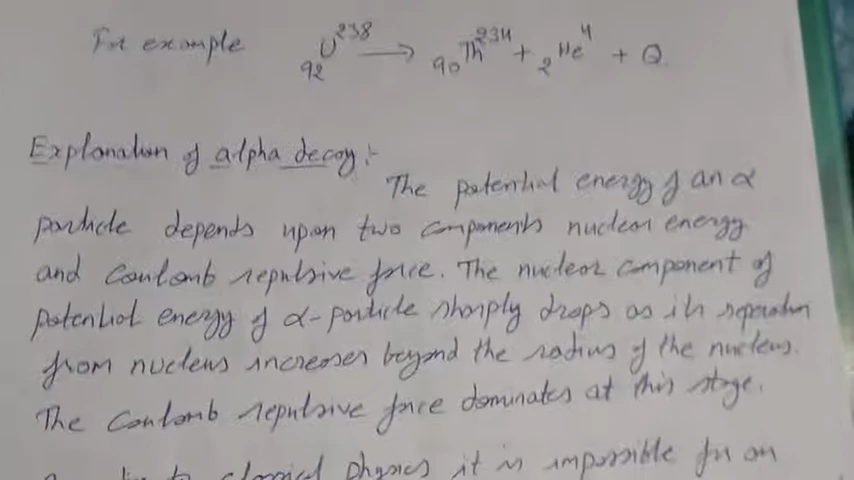 For example ₉₂U²³⁸ → ₉₀Th²³⁴ + ₂He⁴ + Q
Explanation of alpha decay :-
The potential energy of an α
particle depends upon two components nuclear energy
and Coulomb repulsive force. The nuclear component of
potential energy of α-particle sharply drops as its separation
from nucleus increases beyond the radius of the nucleus.
The Coulomb repulsive force dominates at this stage.
to classical physics it is impossible for an